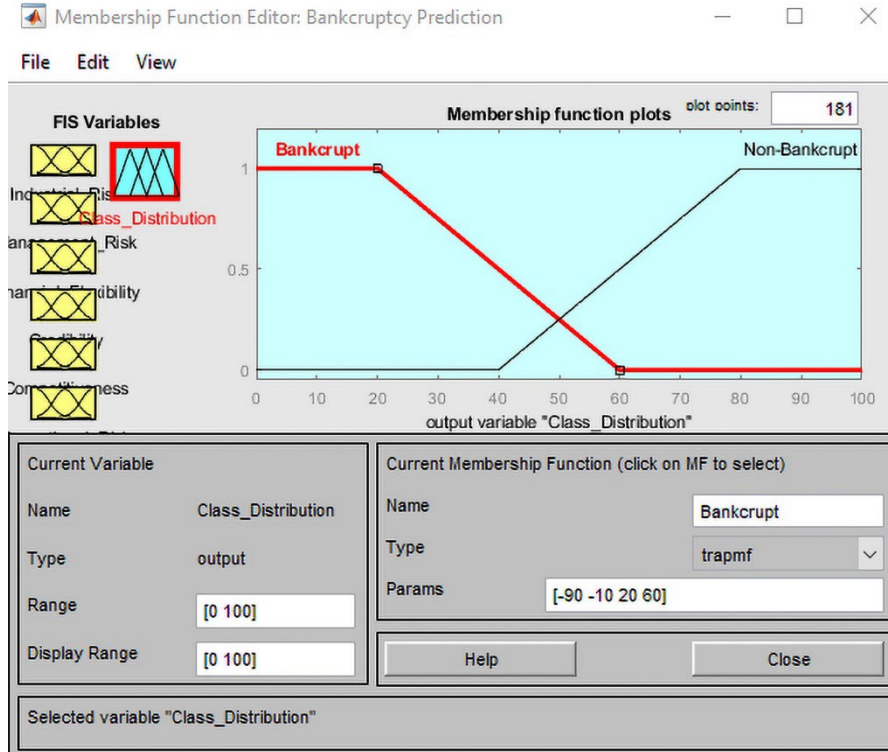 Membership Function Editor: Bankcruptcy Prediction
File Edit View
FIS Variables
Membership function plots
plot points:
181
Class_Distribution
_Risk
Competitiveness
Bankcrupt
Non-Bankcrupt
1
0.5
0
0 10 20 30 40 50 60 70 80 90 100
output variable "Class_Distribution"
Current Variable
Name Class_Distribution
Type output
Range [0 100]
Display Range [0 100]
Current Membership Function (click on MF to select)
Name Bankcrupt
Type trapmf
Params [-90 -10 20 60]
Help Close
Selected variable "Class_Distribution"